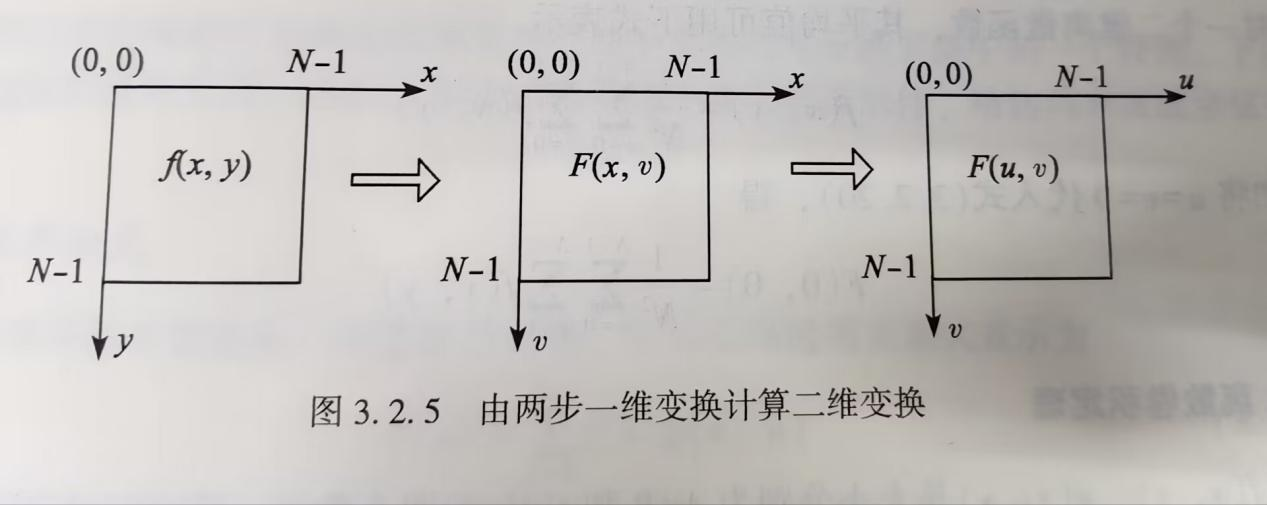 (0, 0) N-1 x
f(x, y)
N-1
y
(0, 0) N-1 x
F(x, v)
N-1
v
(0, 0) N-1 u
F(u, v)
N-1
v
图 3.2.5 由两步一维变换计算二维变换